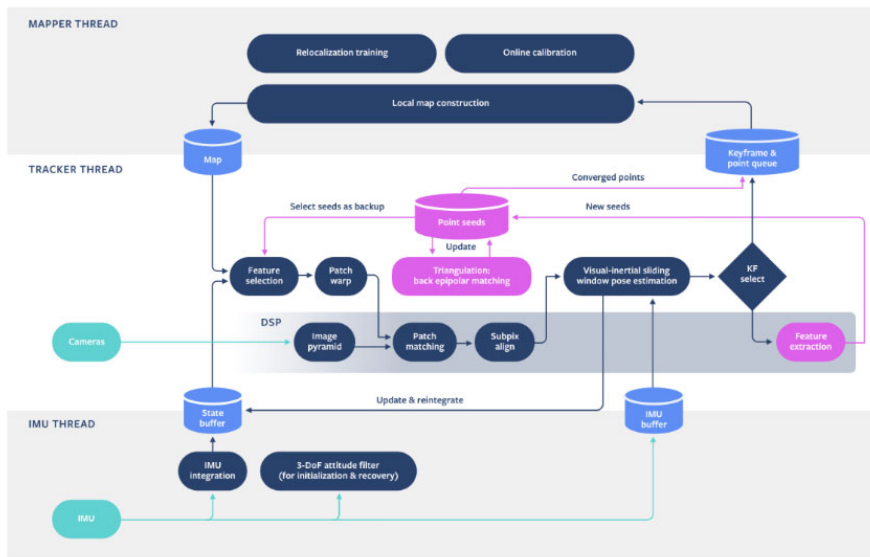 MAPPER THREAD
Relocalization training
Online calibration
Local map construction
Map
Keyframe &
point queue
TRACKER THREAD
Converged points
Select seeds as backup
Point seeds
New seeds
Update
Feature
selection
Patch
warp
Triangulation:
back epipolar matching
Visual-inertial sliding
window pose estimation
KF
select
DSP
Cameras
Image
pyramid
Patch
matching
Subpix
align
Feature
extraction
Update & reintegrate
State
buffer
IMU
buffer
IMU THREAD
IMU
integration
3-DoF attitude filter
(for initialization & recovery)
IMU